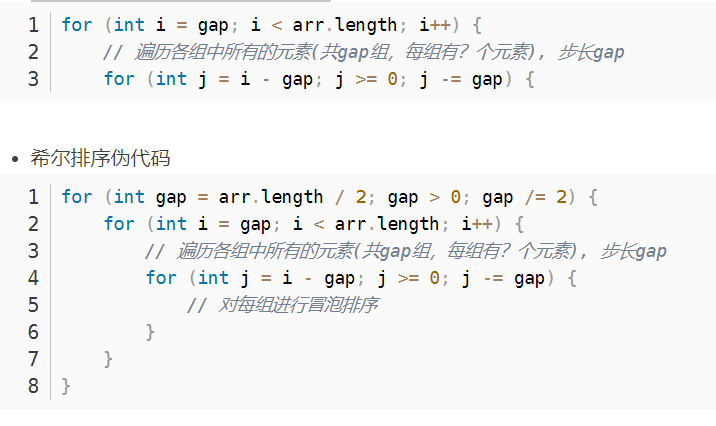 1 for (int i = gap; i < arr.length; i++) {
2     // 遍历各组中所有的元素(共gap组，每组有？个元素), 步长gap
3     for (int j = i - gap; j >= 0; j -= gap) {
• 希尔排序伪代码
1 for (int gap = arr.length / 2; gap > 0; gap /= 2) {
2     for (int i = gap; i < arr.length; i++) {
3         // 遍历各组中所有的元素(共gap组，每组有？个元素), 步长gap
4         for (int j = i - gap; j >= 0; j -= gap) {
5             // 对每组进行冒泡排序
6         }
7     }
8 }